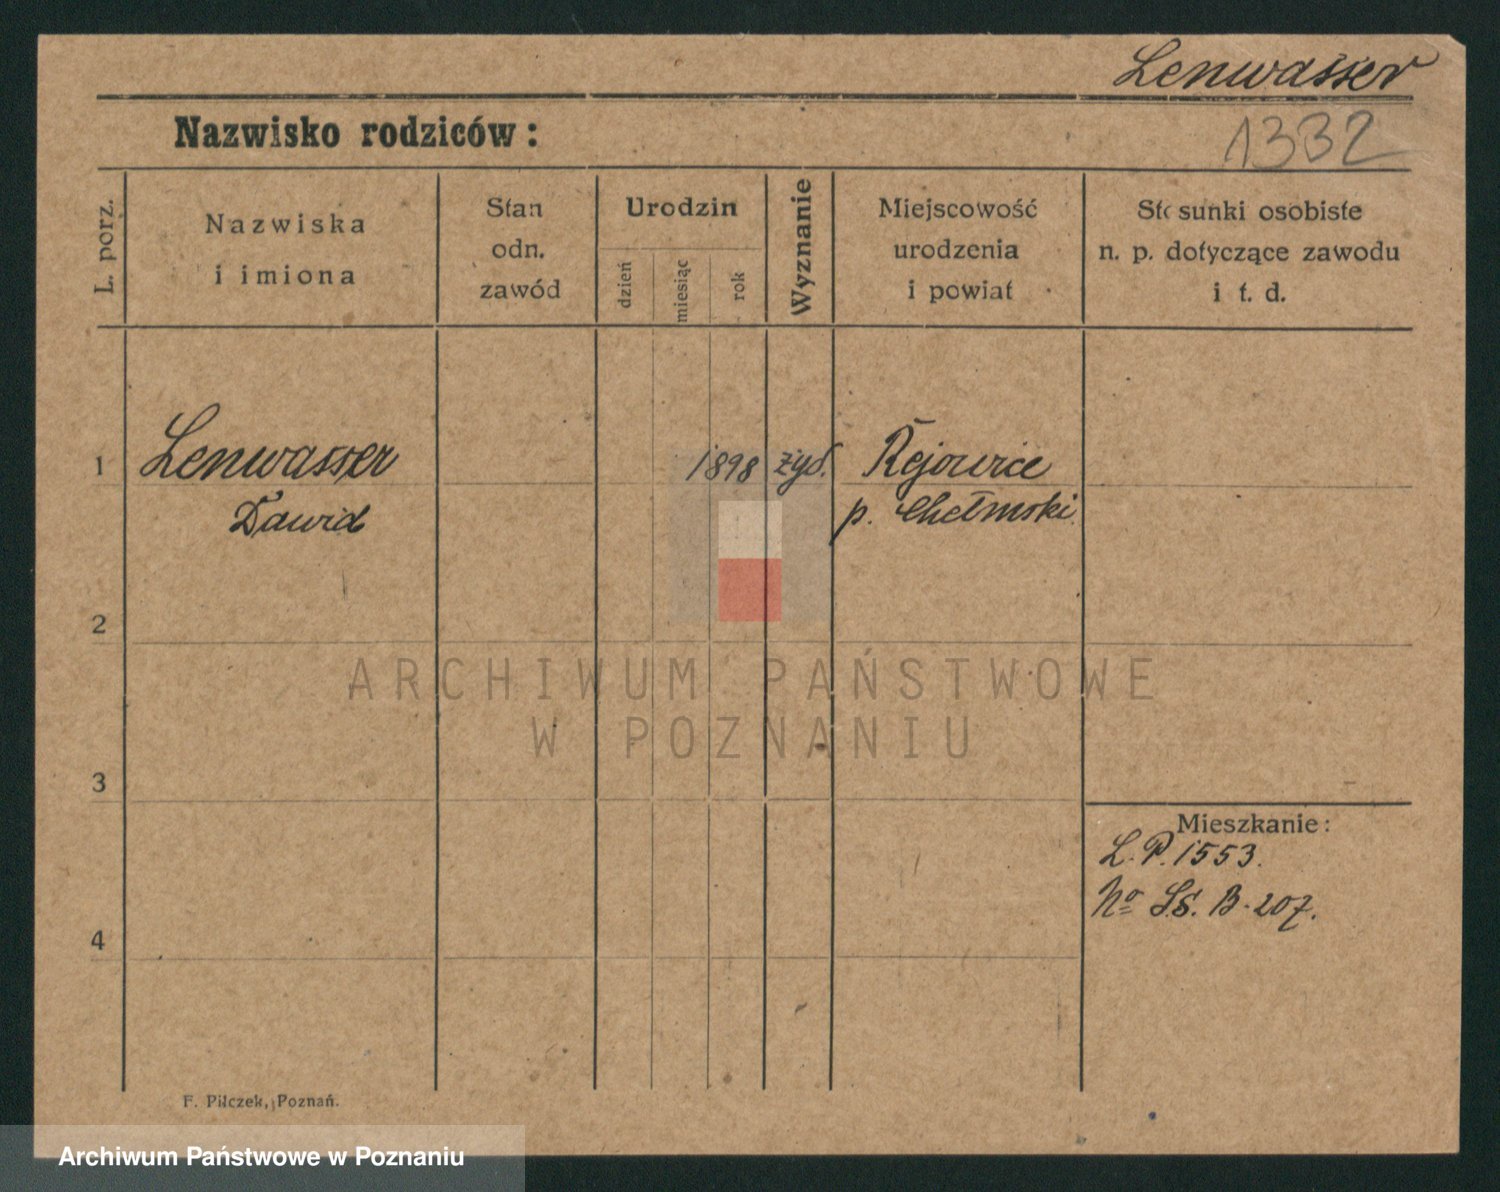 Lenwasser
Nazwisko rodziców:
1332
L. porz.
Nazwiska
i imiona
Stan
odn.
zawód
Urodzin
dzień
miesiąc
rok
Wyznanie
Miejscowość
urodzenia
i powiat
Stosunki osobiste
n. p. dotyczące zawodu
i t. d.
1
Lenwasser
Dawid
1898
żyd.
Rejowice
p. Chełmski
2
3
4
Mieszkanie:
L.P. 1553.
No LS. B-207.
F. Pilczek, Poznań.
ARCHIWUM PAŃSTWOWE
W POZNANIU
Archiwum Państwowe w Poznaniu